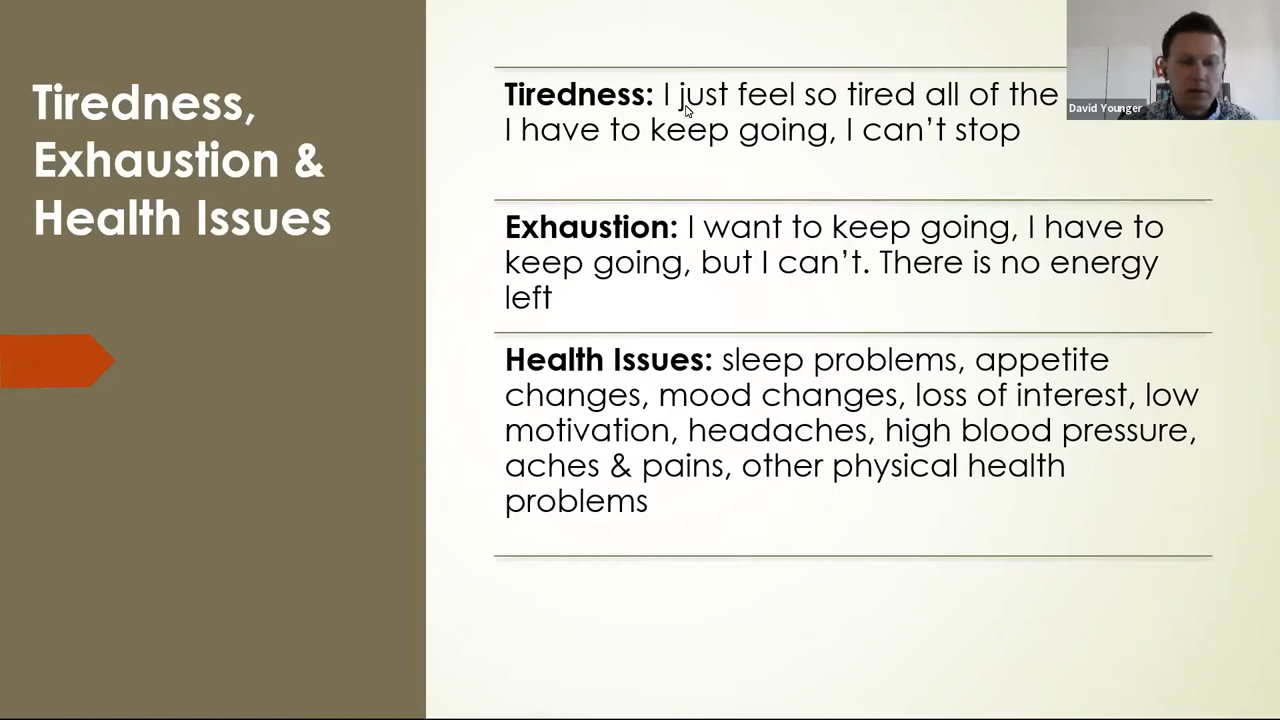 Tiredness,
Exhaustion &
Health Issues
Tiredness: I just feel so tired all of the
I have to keep going, I can't stop
Exhaustion: I want to keep going, I have to
keep going, but I can't. There is no energy
left
Health Issues: sleep problems, appetite
changes, mood changes, loss of interest, low
motivation, headaches, high blood pressure,
aches & pains, other physical health
problems
David Younger